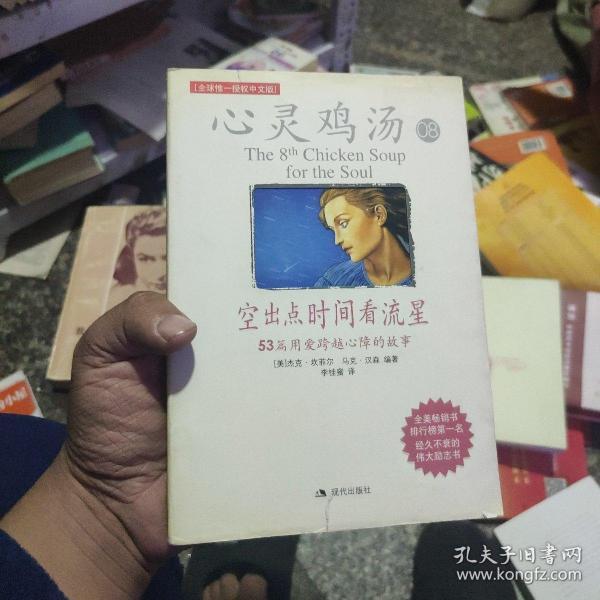 [全球惟一授权中文版]
心灵鸡汤 08
The 8th Chicken Soup
for the Soul
空出点时间看流星
53篇用爱跨越心障的故事
[美]杰克·坎菲尔 马克·汉森 编著
李桂蜜 译
全美畅销书
排行榜第一名
经久不衰的
伟大励志书
现代出版社
小屋
孔夫子旧书网
www.kongfz.com